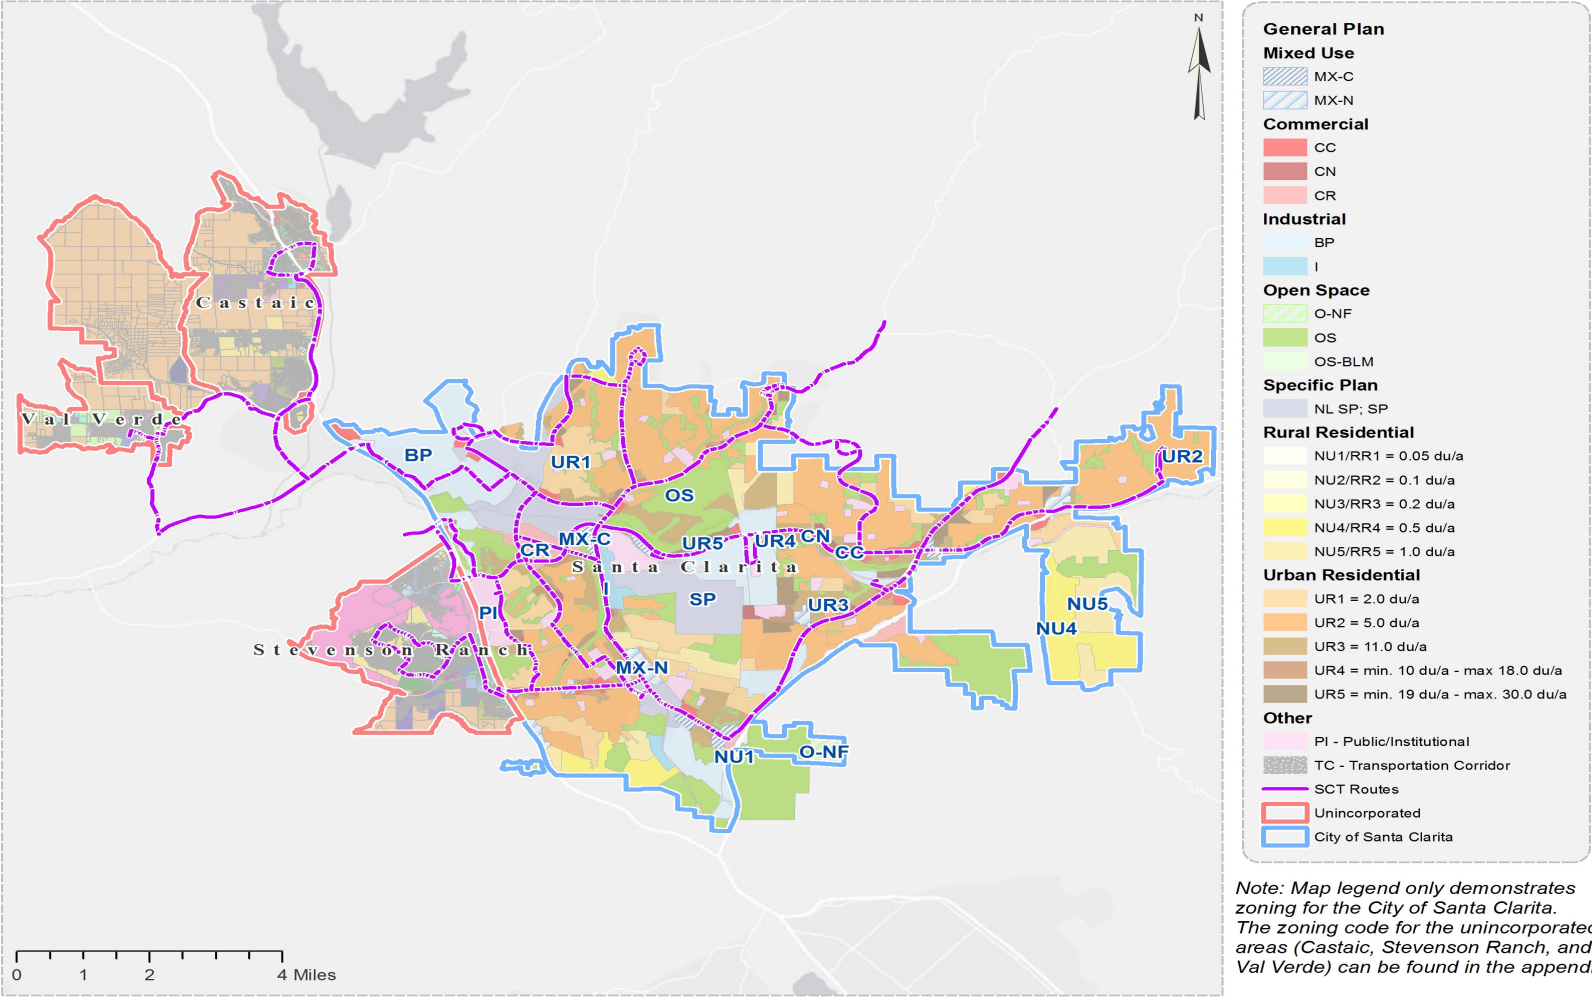 N
Castaic
Val Verde
BP
UR1
UR2
OS
MX-C
CR
UR5
UR4
CN
CC
Santa Clarita
PI
I
SP
UR3
NU5
NU4
Stevenson Ranch
MX-N
NU1
O-NF
0 1 2 4 Miles
General Plan
Mixed Use
MX-C
MX-N
Commercial
CC
CN
CR
Industrial
BP
I
Open Space
O-NF
OS
OS-BLM
Specific Plan
NL SP; SP
Rural Residential
NU1/RR1 = 0.05 du/a
NU2/RR2 = 0.1 du/a
NU3/RR3 = 0.2 du/a
NU4/RR4 = 0.5 du/a
NU5/RR5 = 1.0 du/a
Urban Residential
UR1 = 2.0 du/a
UR2 = 5.0 du/a
UR3 = 11.0 du/a
UR4 = min. 10 du/a - max 18.0 du/a
UR5 = min. 19 du/a - max. 30.0 du/a
Other
PI - Public/Institutional
TC - Transportation Corridor
SCT Routes
Unincorporated
City of Santa Clarita
Note: Map legend only demonstrates
zoning for the City of Santa Clarita.
The zoning code for the unincorporated
areas (Castaic, Stevenson Ranch, and
Val Verde) can be found in the append